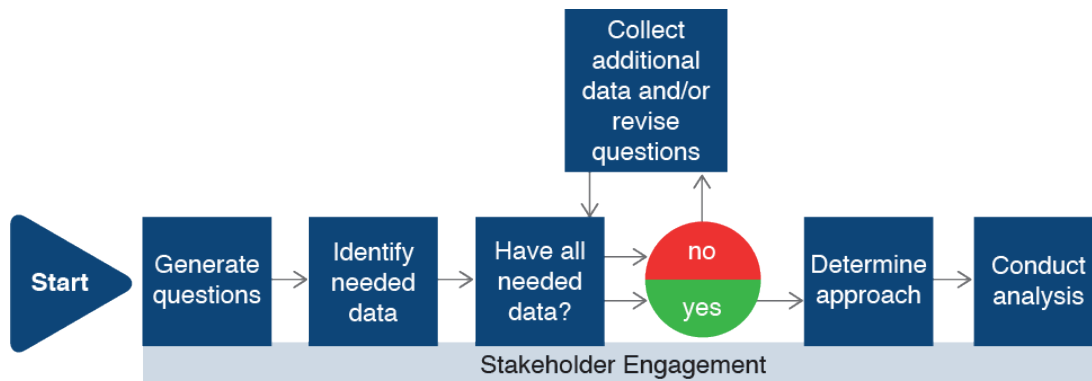 Collect
additional
data and/or
revise
questions
Start
Generate
questions
Identify
needed
data
Have all
needed
data?
no
yes
Determine
approach
Conduct
analysis
Stakeholder Engagement